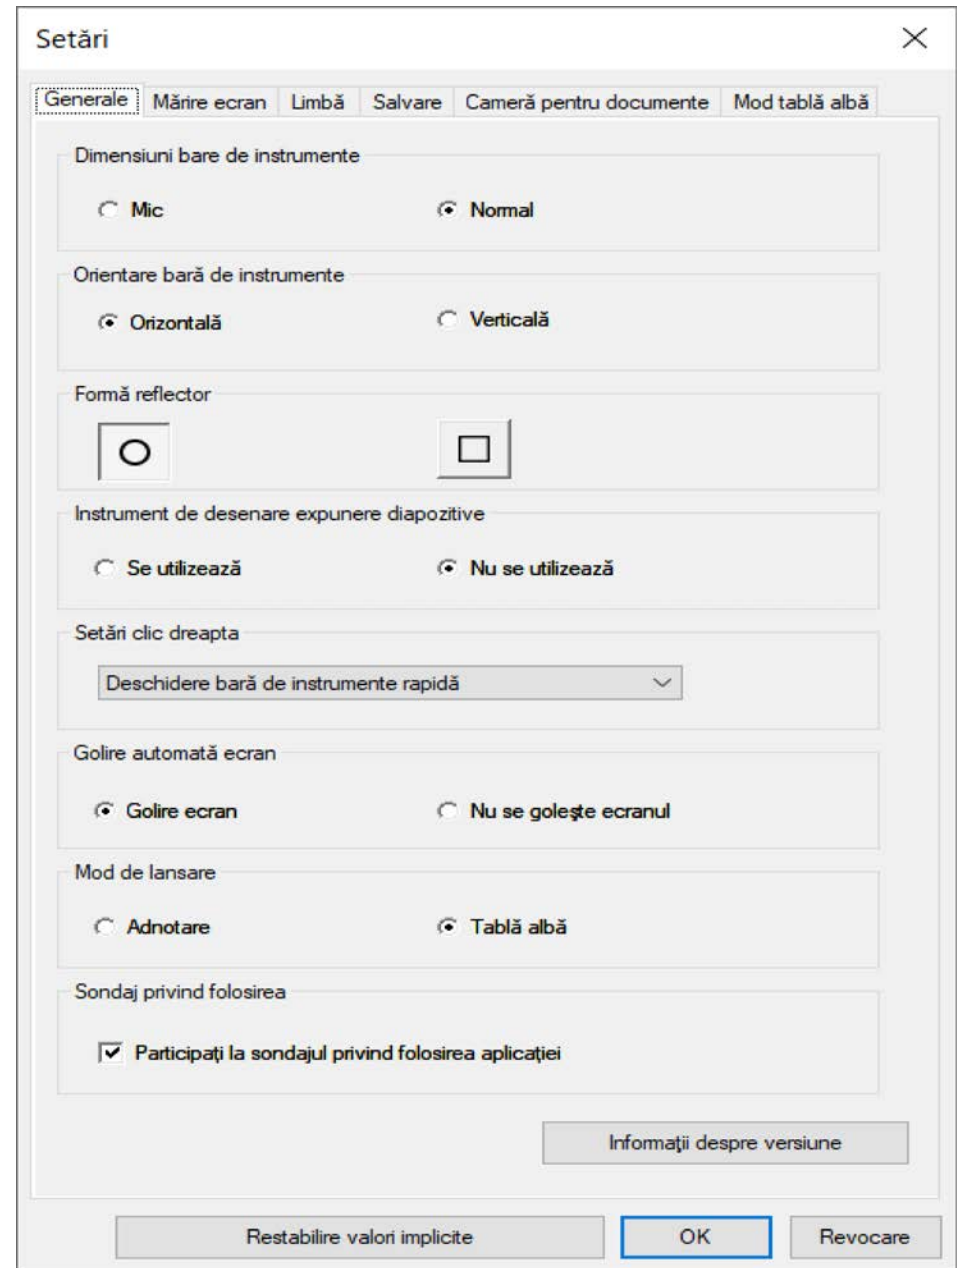 Setări
Generale Mărire ecran Limbă Salvare Cameră pentru documente Mod tablă albă
Dimensiuni bare de instrumente
Mic Normal
Orientare bară de instrumente
Orizontală Verticală
Formă reflector
Instrument de desenare expunere diapozitive
Se utilizează Nu se utilizează
Setări clic dreapta
Deschidere bară de instrumente rapidă
Golire automată ecran
Golire ecran Nu se goleşte ecranul
Mod de lansare
Adnotare Tablă albă
Sondaj privind folosirea
Participaţi la sondajul privind folosirea aplicaţiei
Informaţii despre versiune
Restabilire valori implicite OK Revocare